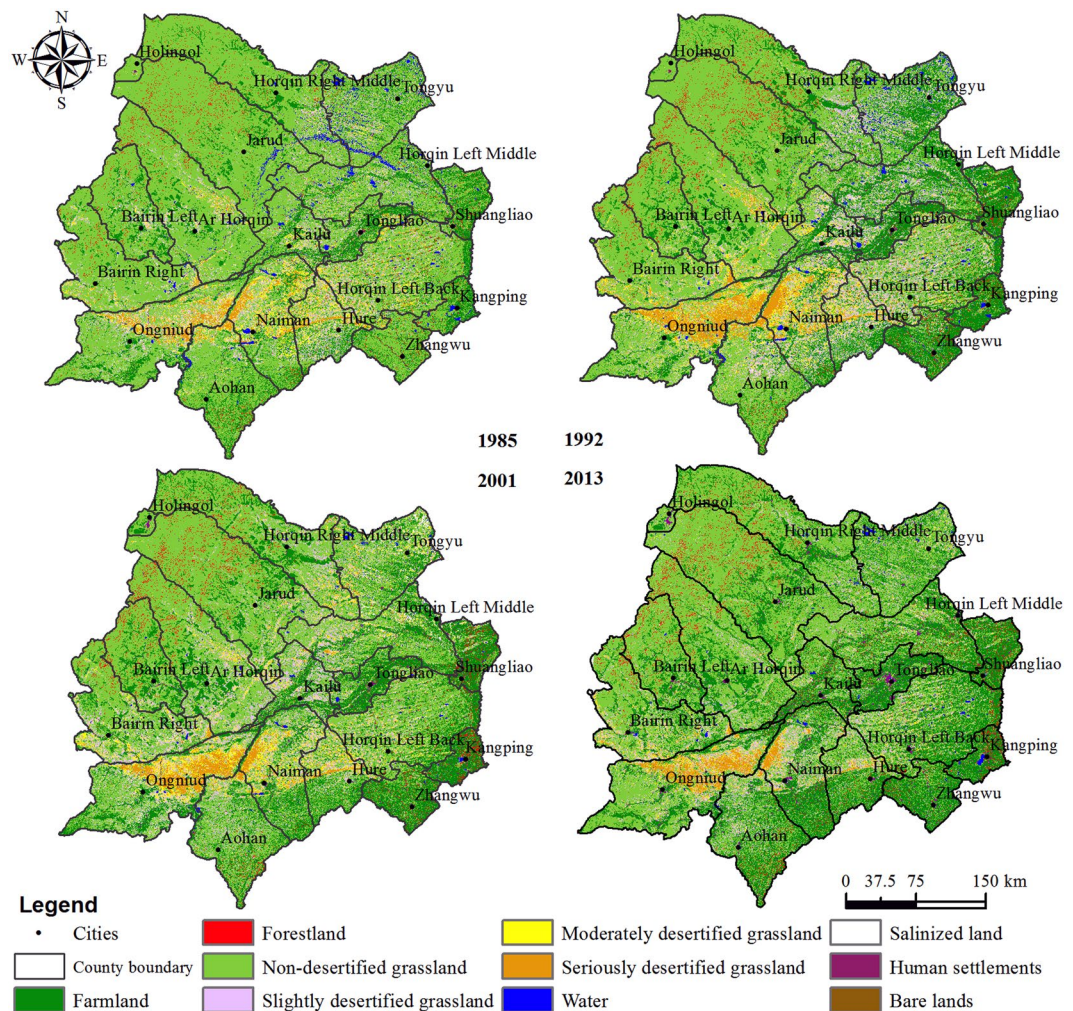 N
W E
S
Holingol
Horqin Right Middle
Tongyu
Jarud
Horqin Left Middle
Bairin Left
Ar Horqin
Tongliao
Shuangliao
Kailu
Bairin Right
Horqin Left Back
Kangping
Ongniud
Naiman
Hure
Zhangwu
Aohan
Holingol
Horqin Right Middle
Tongyu
Jarud
Horqin Left Middle
Bairin Left
Ar Horqin
Tongliao
Shuangliao
Kailu
Bairin Right
Horqin Left Back
Kangping
Ongniud
Naiman
Hure
Zhangwu
Aohan
1985 1992
2001 2013
Holingol
Horqin Right Middle
Tongyu
Jarud
Horqin Left Middle
Bairin Left
Ar Horqin
Tongliao
Shuangliao
Kailu
Bairin Right
Horqin Left Back
Kangping
Ongniud
Naiman
Hure
Zhangwu
Aohan
Holingol
Horqin Right Middle
Tongyu
Jarud
Horqin Left Middle
Bairin Left
Ar Horqin
Tongliao
Shuangliao
Kailu
Bairin Right
Horqin Left Back
Kangping
Ongniud
Naiman
Hure
Zhangwu
Aohan
0 37.5 75 150 km
Legend
Cities
Forestland
Moderately desertified grassland
Salinized land
County boundary
Non-desertified grassland
Seriously desertified grassland
Human settlements
Farmland
Slightly desertified grassland
Water
Bare lands